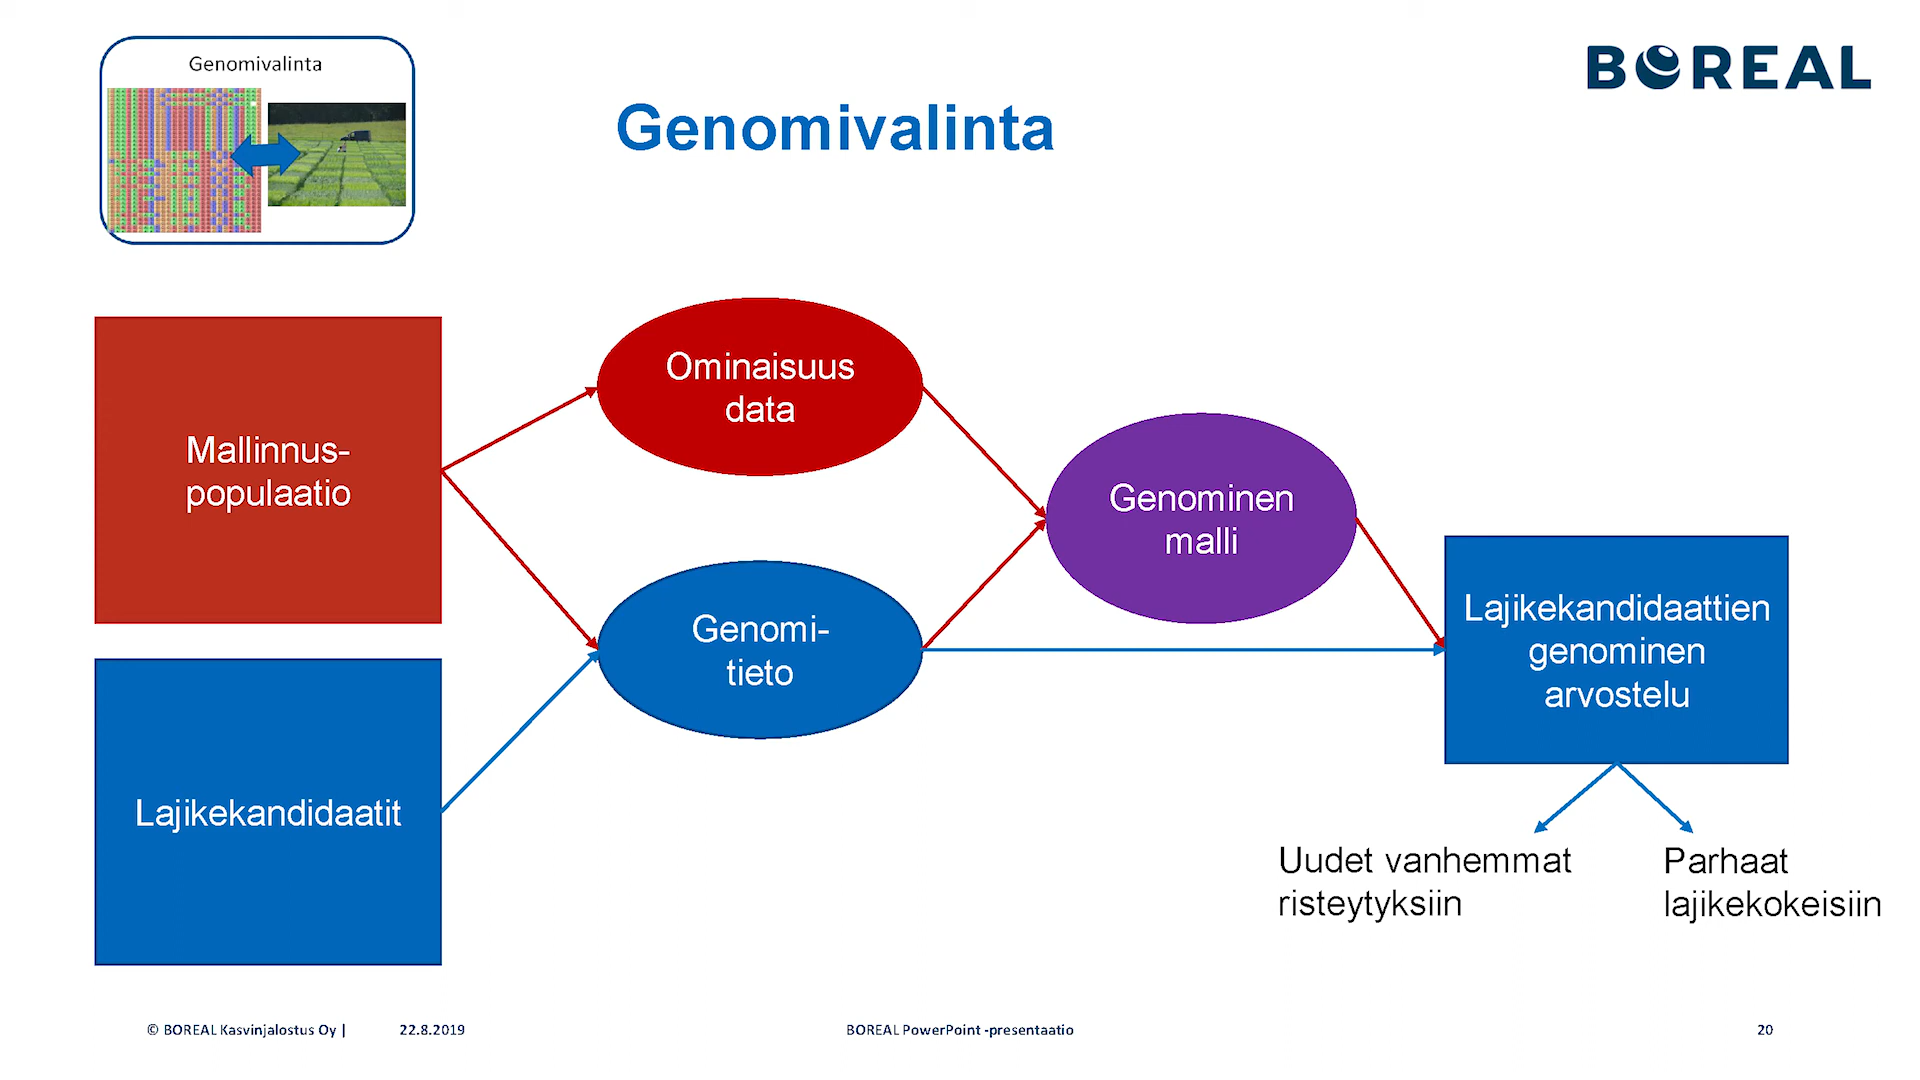 Genomivalinta
BOREAL
Genomivalinta
Mallinnus-
populaatio
Ominaisuus
data
Genominen
malli
Genomi-
tieto
Lajikekandidaattien
genominen
arvostelu
Lajikekandidaatit
Uudet vanhemmat
risteytyksiin
Parhaat
lajikekokeisiin
© BOREAL Kasvinjalostus Oy | 22.8.2019 BOREAL PowerPoint -presentaatio 20